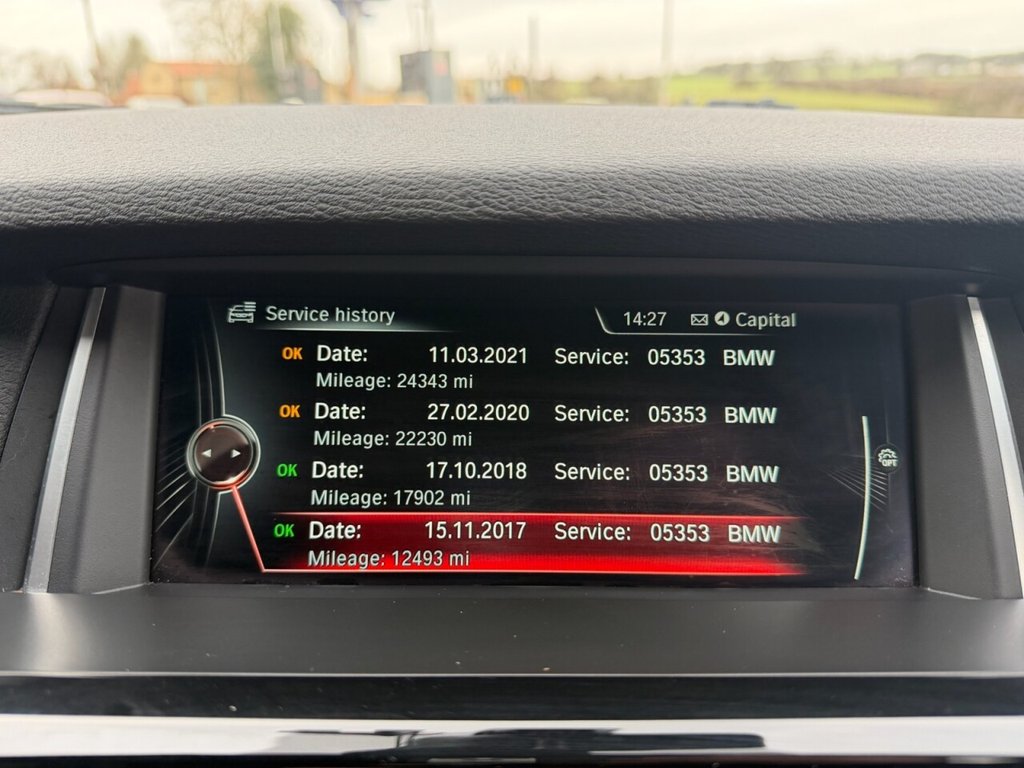 Service history 14:27 Capital
OK Date: 11.03.2021 Service: 05353 BMW
Mileage: 24343 mi
OK Date: 27.02.2020 Service: 05353 BMW
Mileage: 22230 mi
OK Date: 17.10.2018 Service: 05353 BMW
Mileage: 17902 mi
OPT
OK Date: 15.11.2017 Service: 05353 BMW
Mileage: 12493 mi